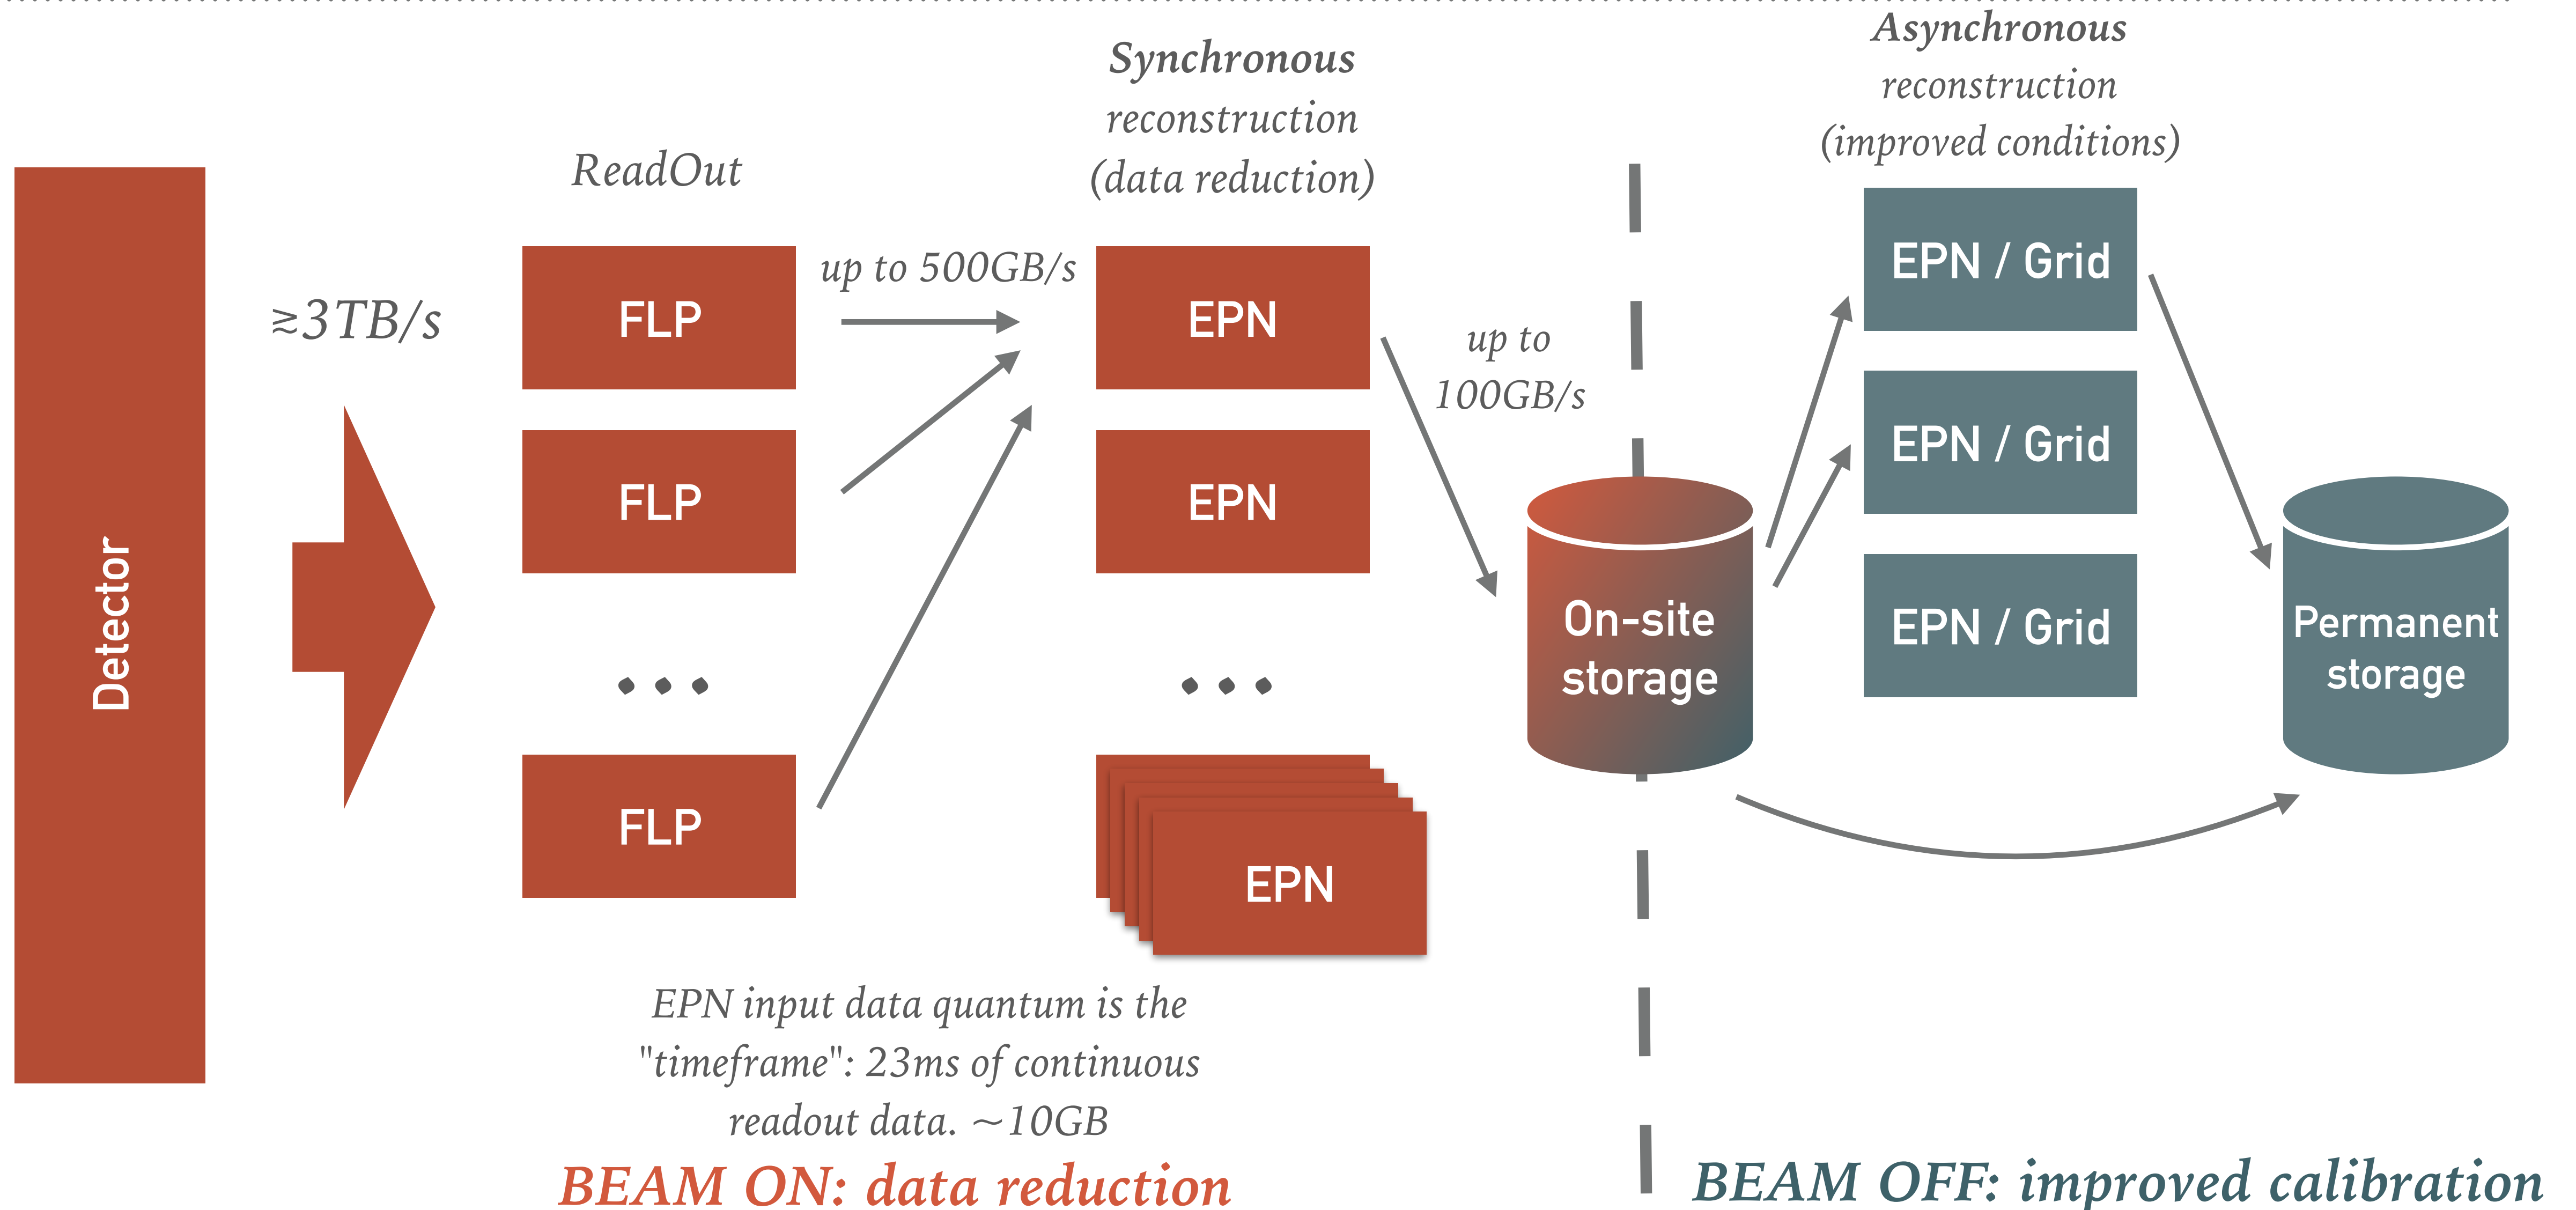 Synchronous
reconstruction
(data reduction)
Asynchronous
reconstruction
(improved conditions)
ReadOut
Detector
≳3TB/s
FLP
FLP
...
FLP
up to 500GB/s
EPN
EPN
...
EPN
up to
100GB/s
On-site
storage
EPN / Grid
EPN / Grid
EPN / Grid
Permanent
storage
EPN input data quantum is the
"timeframe": 23ms of continuous
readout data. ~10GB
BEAM ON: data reduction
BEAM OFF: improved calibration